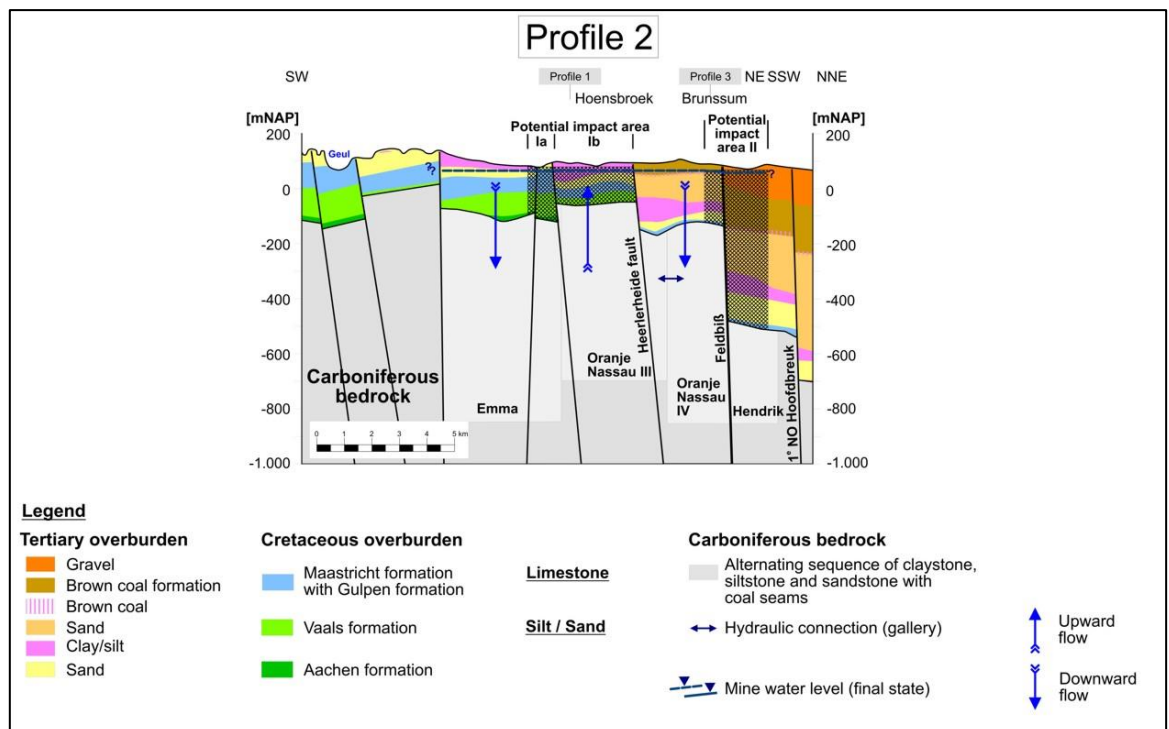 Profile 2
SW
Profile 1
Profile 3
NE SSW
NNE
Hoensbroek
Brunssum
[mNAP]
Potential impact area
Ia
Ib
Potential
impact
area II
[mNAP]
200
0
-200
-400
-600
-800
-1.000
200
0
-200
-400
-600
-800
-1.000
Geul
?
?
?
Heerlerheide fault
Feldbiß
1° NO Hoofdbreuk
Carboniferous
bedrock
Emma
Oranje
Nassau III
Oranje
Nassau
IV
Hendrik
0 1 2 3 4 5 km
Legend
Tertiary overburden
Gravel
Brown coal formation
Brown coal
Sand
Clay/silt
Sand
Cretaceous overburden
Maastricht formation
with Gulpen formation
Vaals formation
Aachen formation
Limestone
Silt / Sand
Carboniferous bedrock
Alternating sequence of claystone,
siltstone and sandstone with
coal seams
Hydraulic connection (gallery)
Mine water level (final state)
Upward
flow
Downward
flow